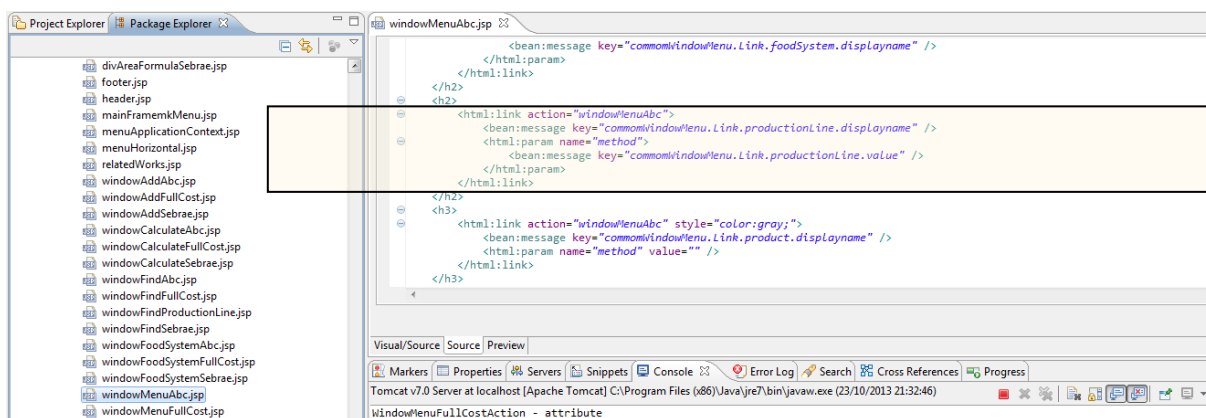 Project Explorer Package Explorer
divAreaFormulaSebrae.jsp
footer.jsp
header.jsp
mainFramemkMenu.jsp
menuApplicationContext.jsp
menuHorizontal.jsp
relatedWorks.jsp
windowAddAbc.jsp
windowAddFullCost.jsp
windowAddSebrae.jsp
windowCalculateAbc.jsp
windowCalculateFullCost.jsp
windowCalculateSebrae.jsp
windowFindAbc.jsp
windowFindFullCost.jsp
windowFindProductionLine.jsp
windowFindSebrae.jsp
windowFoodSystemAbc.jsp
windowFoodSystemFullCost.jsp
windowFoodSystemSebrae.jsp
windowMenuAbc.jsp
windowMenuFullCost.jsp
windowMenuAbc.jsp
<bean:message key="commomWindowMenu.Link.foodSystem.displayname" />
</html:param>
</html:link>
</h2>
<h2>
<html:link action="windowMenuAbc">
<bean:message key="commomWindowMenu.Link.productionLine.displayname" />
<html:param name="method">
<bean:message key="commomWindowMenu.Link.productionLine.value" />
</html:param>
</html:link>
</h2>
<h3>
<html:link action="windowMenuAbc" style="color:gray;">
<bean:message key="commomWindowMenu.Link.product.displayname" />
<html:param name="method" value="" />
</html:link>
</h3>
Visual/Source Source Preview
Markers Properties Servers Snippets Console Error Log Search Cross References Progress
Tomcat v7.0 Server at localhost [Apache Tomcat] C:\Program Files (x86)\Java\jre7\bin\javaw.exe (23/10/2013 21:32:46)
WindowMenuFullCostAction - attribute